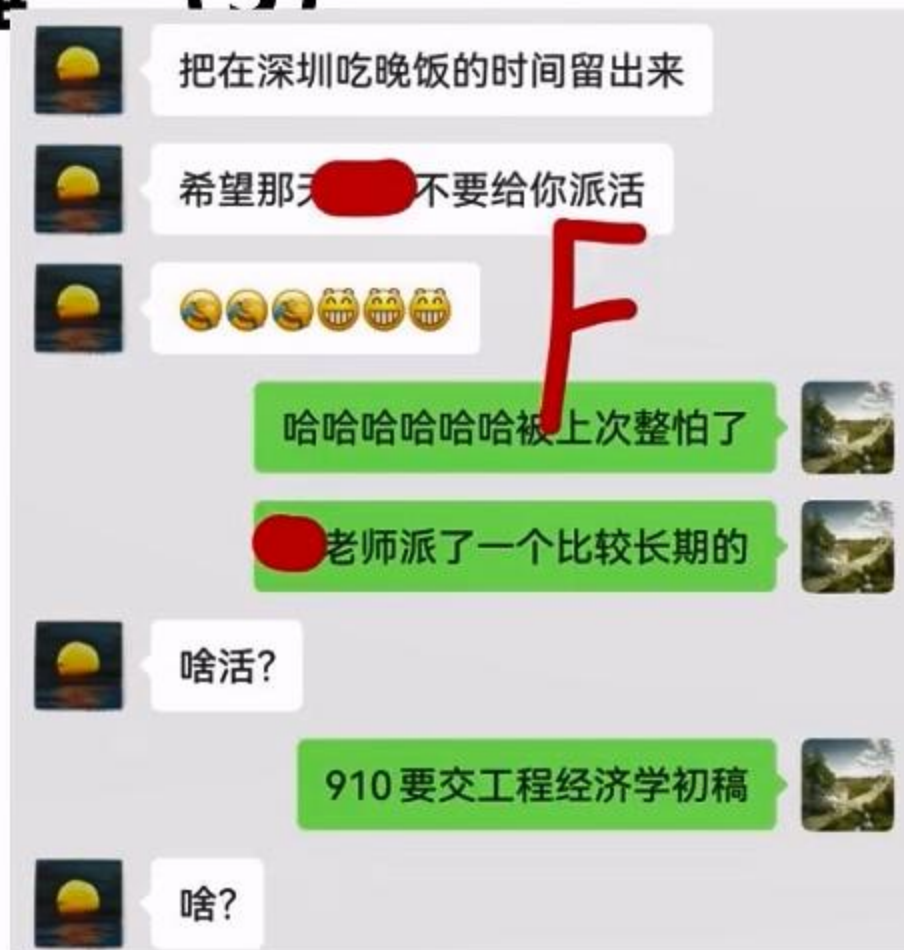 把在深圳吃晚饭的时间留出来
希望那天不要给你派活
F
哈哈哈哈哈哈被上次整怕了
老师派了一个比较长期的
啥活?
910要交工程经济学初稿
啥?